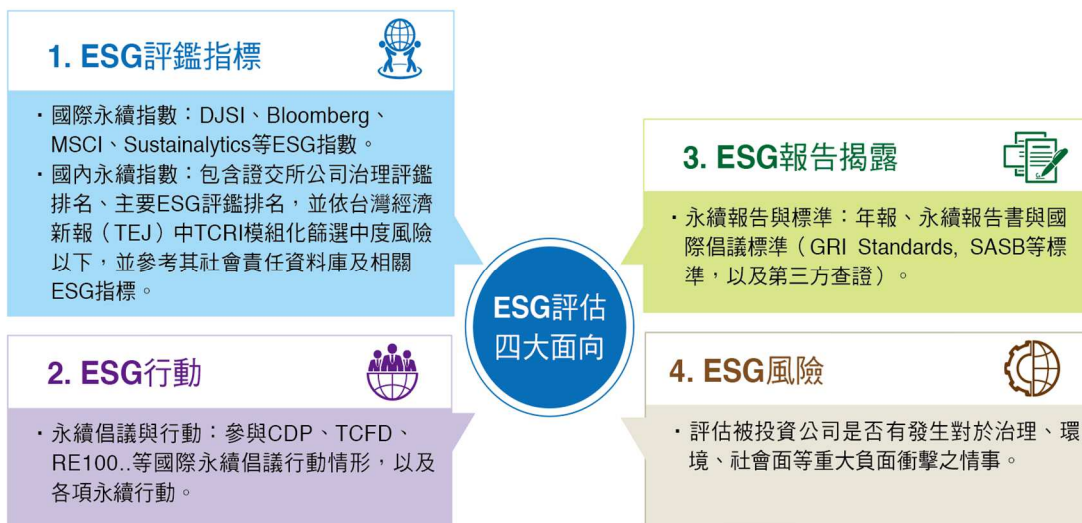 1. ESG評鑑指標
・國際永續指數：DJSI、Bloomberg、
MSCI、Sustainalytics等ESG指數。
・國內永續指數：包含證交所公司治理評鑑
排名、主要ESG評鑑排名，並依台灣經濟
新報（TEJ）中TCRI模組化篩選中度風險
以下，並參考其社會責任資料庫及相關
ESG指標。
2. ESG行動
・永續倡議與行動：參與CDP、TCFD、
RE100..等國際永續倡議行動情形，以及
各項永續行動。
ESG評估
四大面向
3. ESG報告揭露
・永續報告與標準：年報、永續報告書與國
際倡議標準（GRI Standards, SASB等標
準，以及第三方查證）。
4. ESG風險
・評估被投資公司是否有發生對於治理、環
境、社會面等重大負面衝擊之情事。